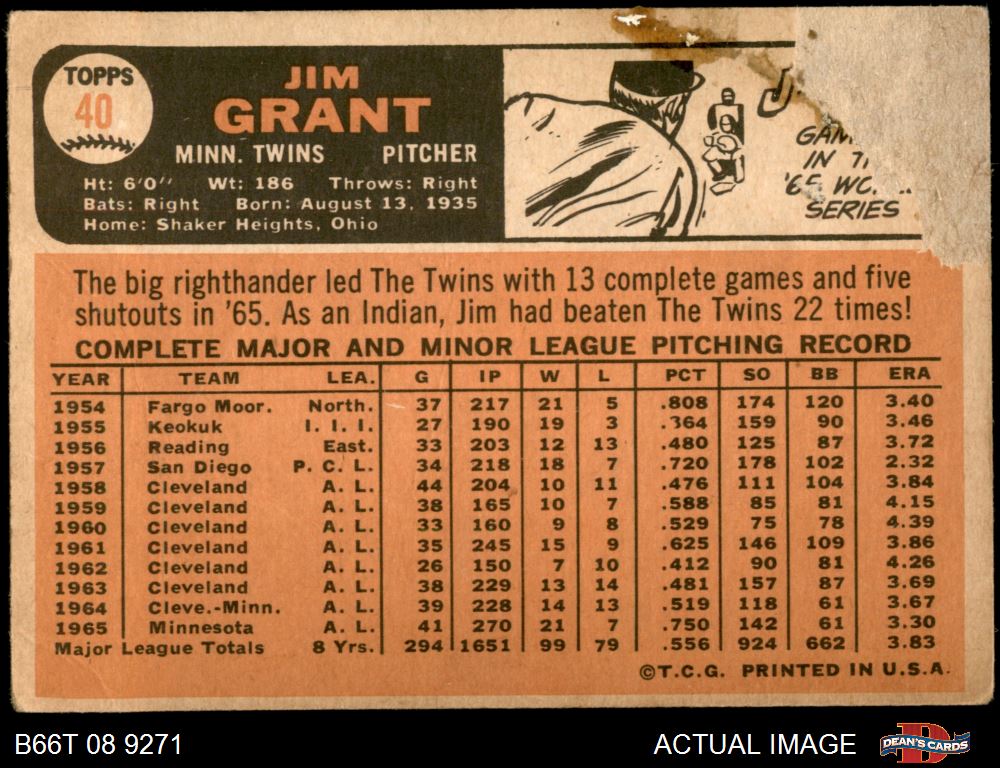 TOPPS
40
JIM
GRANT
MINN. TWINS PITCHER
Ht: 6'0" Wt: 186 Throws: Right
Bats: Right Born: August 13, 1935
Home: Shaker Heights, Ohio
IN
'65
SERIES
The big righthander led The Twins with 13 complete games and five
shutouts in '65. As an Indian, Jim had beaten The Twins 22 times!
COMPLETE MAJOR AND MINOR LEAGUE PITCHING RECORD
YEAR TEAM LEA. G IP W L PCT SO BB ERA
1954 Fargo Moor. North. 37 217 21 5 .808 174 120 3.40
1955 Keokuk I. I. I. 27 190 19 3 .364 159 90 3.46
1956 Reading East. 33 203 12 13 .480 125 87 3.72
1957 San Diego P. C. L. 34 218 18 7 .720 178 102 2.32
1958 Cleveland A. L. 44 204 10 11 .476 111 104 3.84
1959 Cleveland A. L. 38 165 10 7 .588 85 81 4.15
1960 Cleveland A. L. 33 160 9 8 .529 75 78 4.39
1961 Cleveland A. L. 35 245 15 9 .625 146 109 3.86
1962 Cleveland A. L. 26 150 7 10 .412 90 81 4.26
1963 Cleveland A. L. 38 229 13 14 .481 157 87 3.69
1964 Cleve.-Minn. A. L. 39 228 14 13 .519 118 61 3.67
1965 Minnesota A. L. 41 270 21 7 .750 142 61 3.30
Major League Totals 8 Yrs. 294 1651 99 79 .556 924 662 3.83
©T.C.G. PRINTED IN U.S.A.
B66T 08 9271 ACTUAL IMAGE DEAN'S CARDS